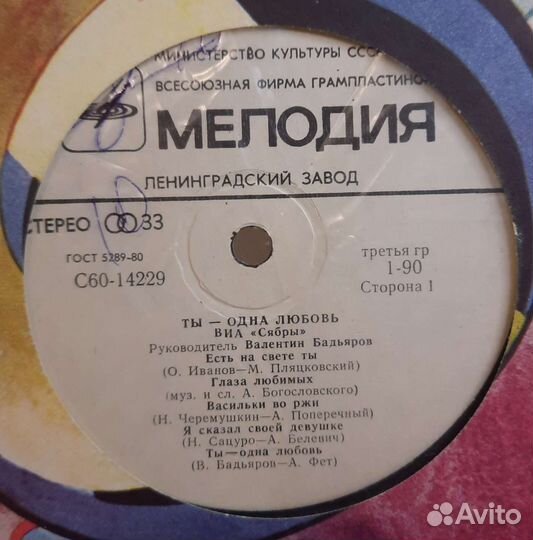 МИНИСТЕРСТВО КУЛЬТУРЫ СССР
ВСЕСОЮЗНАЯ ФИРМА ГРАМПЛАСТИНОК
МЕЛОДИЯ
ЛЕНИНГРАДСКИЙ ЗАВОД
СТЕРЕО 33
ГОСТ 5289-80
С60-14229
третья гр
1-90
Сторона 1
ТЫ — ОДНА ЛЮБОВЬ
ВИА «Сябры»
Руководитель Валентин Бадьяров
Есть на свете ты
(О. Иванов—М. Пляцковский)
Глаза любимых
(муз. и сл. А. Богословского)
Васильки во ржи
(Н. Черемушкин—А. Поперечный)
Я сказал своей девушке
(Н. Сацуро—А. Белевич)
Ты—одна любовь
(В. Бадьяров—А. Фет)
Avito